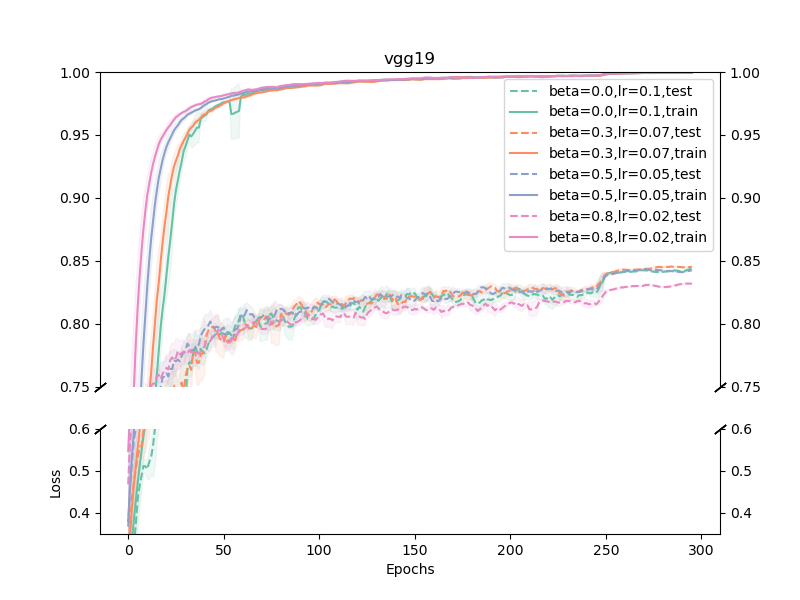 vgg19
1.00
0.95
0.90
0.85
0.80
0.75
1.00
0.95
0.90
0.85
0.80
0.75
beta=0.0,lr=0.1,test
beta=0.0,lr=0.1,train
beta=0.3,lr=0.07,test
beta=0.3,lr=0.07,train
beta=0.5,lr=0.05,test
beta=0.5,lr=0.05,train
beta=0.8,lr=0.02,test
beta=0.8,lr=0.02,train
0.6
0.5
0.4
0.6
0.5
0.4
Loss
0 50 100 150 200 250 300
Epochs